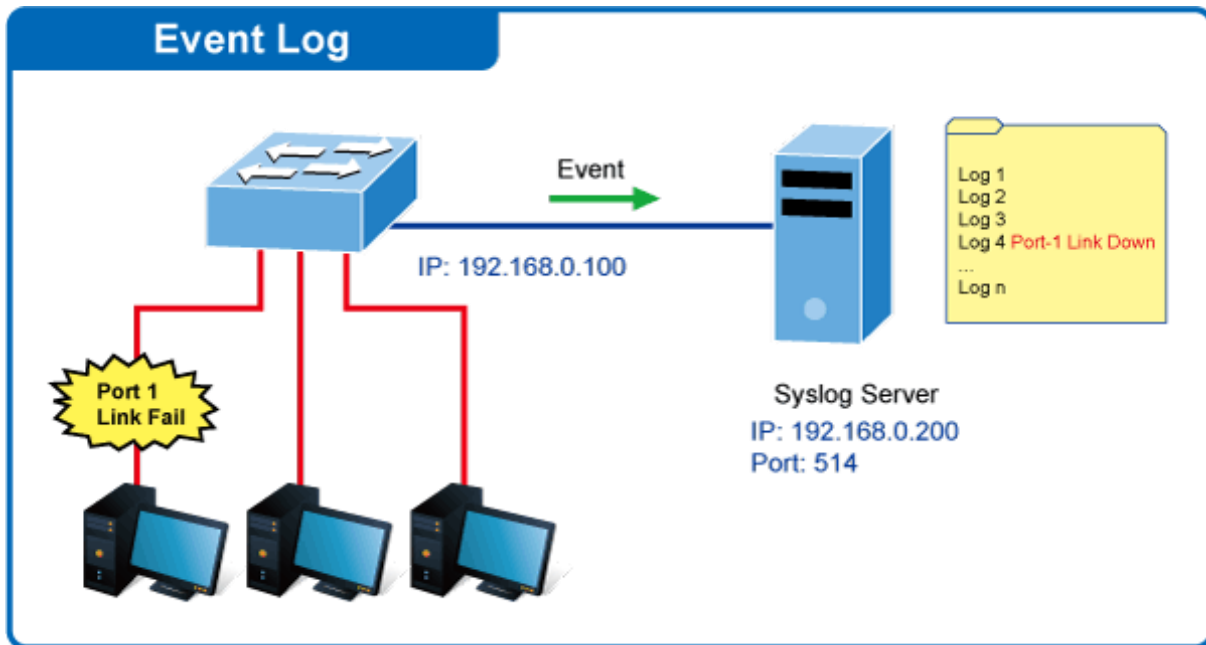 Event Log
Event
IP: 192.168.0.100
Port 1
Link Fail
Syslog Server
IP: 192.168.0.200
Port: 514
Log 1
Log 2
Log 3
Log 4 Port-1 Link Down
...
Log n